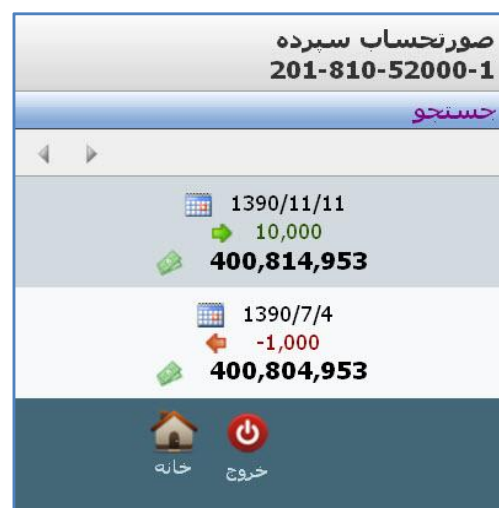 صورتحساب سپرده
201-810-52000-1
جستجو
1390/11/11
10,000
400,814,953
1390/7/4
-1,000
400,804,953
خروج
خانه